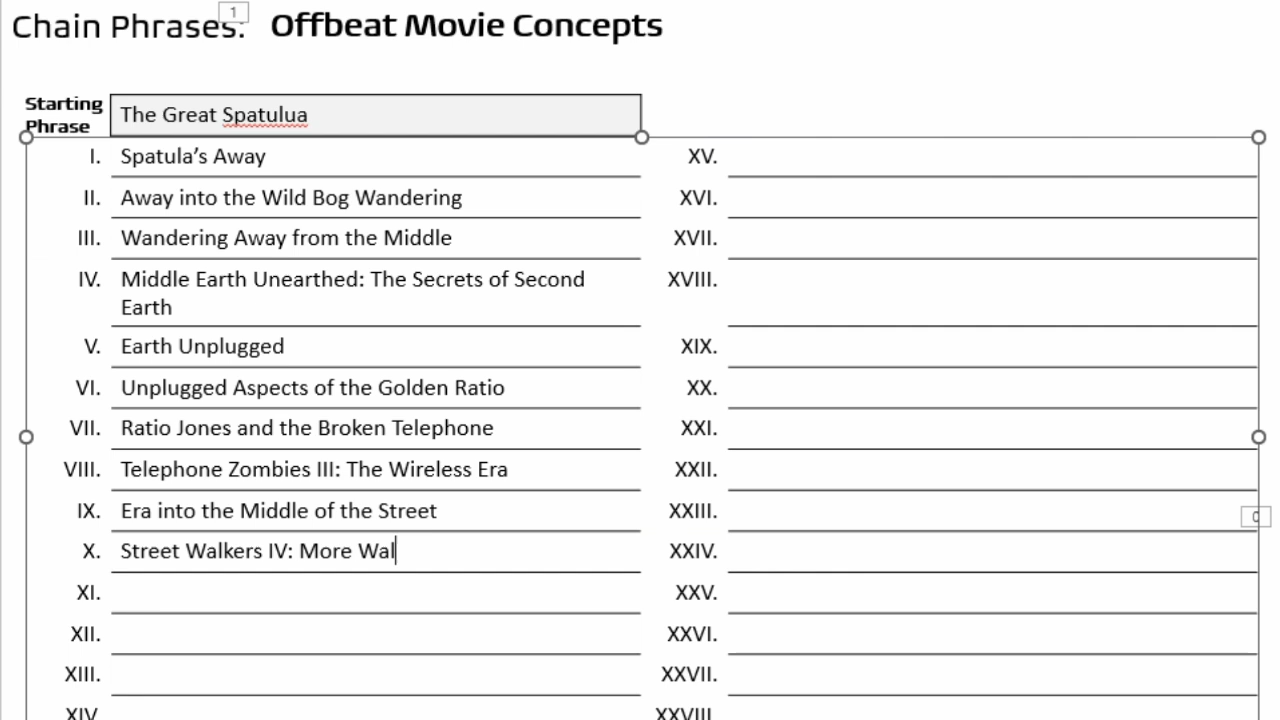 1
Chain Phrases: Offbeat Movie Concepts
Starting
Phrase
The Great Spatulua
I. Spatula’s Away
II. Away into the Wild Bog Wandering
III. Wandering Away from the Middle
IV. Middle Earth Unearthed: The Secrets of Second
Earth
V. Earth Unplugged
VI. Unplugged Aspects of the Golden Ratio
VII. Ratio Jones and the Broken Telephone
VIII. Telephone Zombies III: The Wireless Era
IX. Era into the Middle of the Street
X. Street Walkers IV: More Wal
XI.
XII.
XIII.
XIV
XV.
XVI.
XVII.
XVIII.
XIX.
XX.
XXI.
XXII.
XXIII.
XXIV.
XXV.
XXVI.
XXVII.
XXVIII